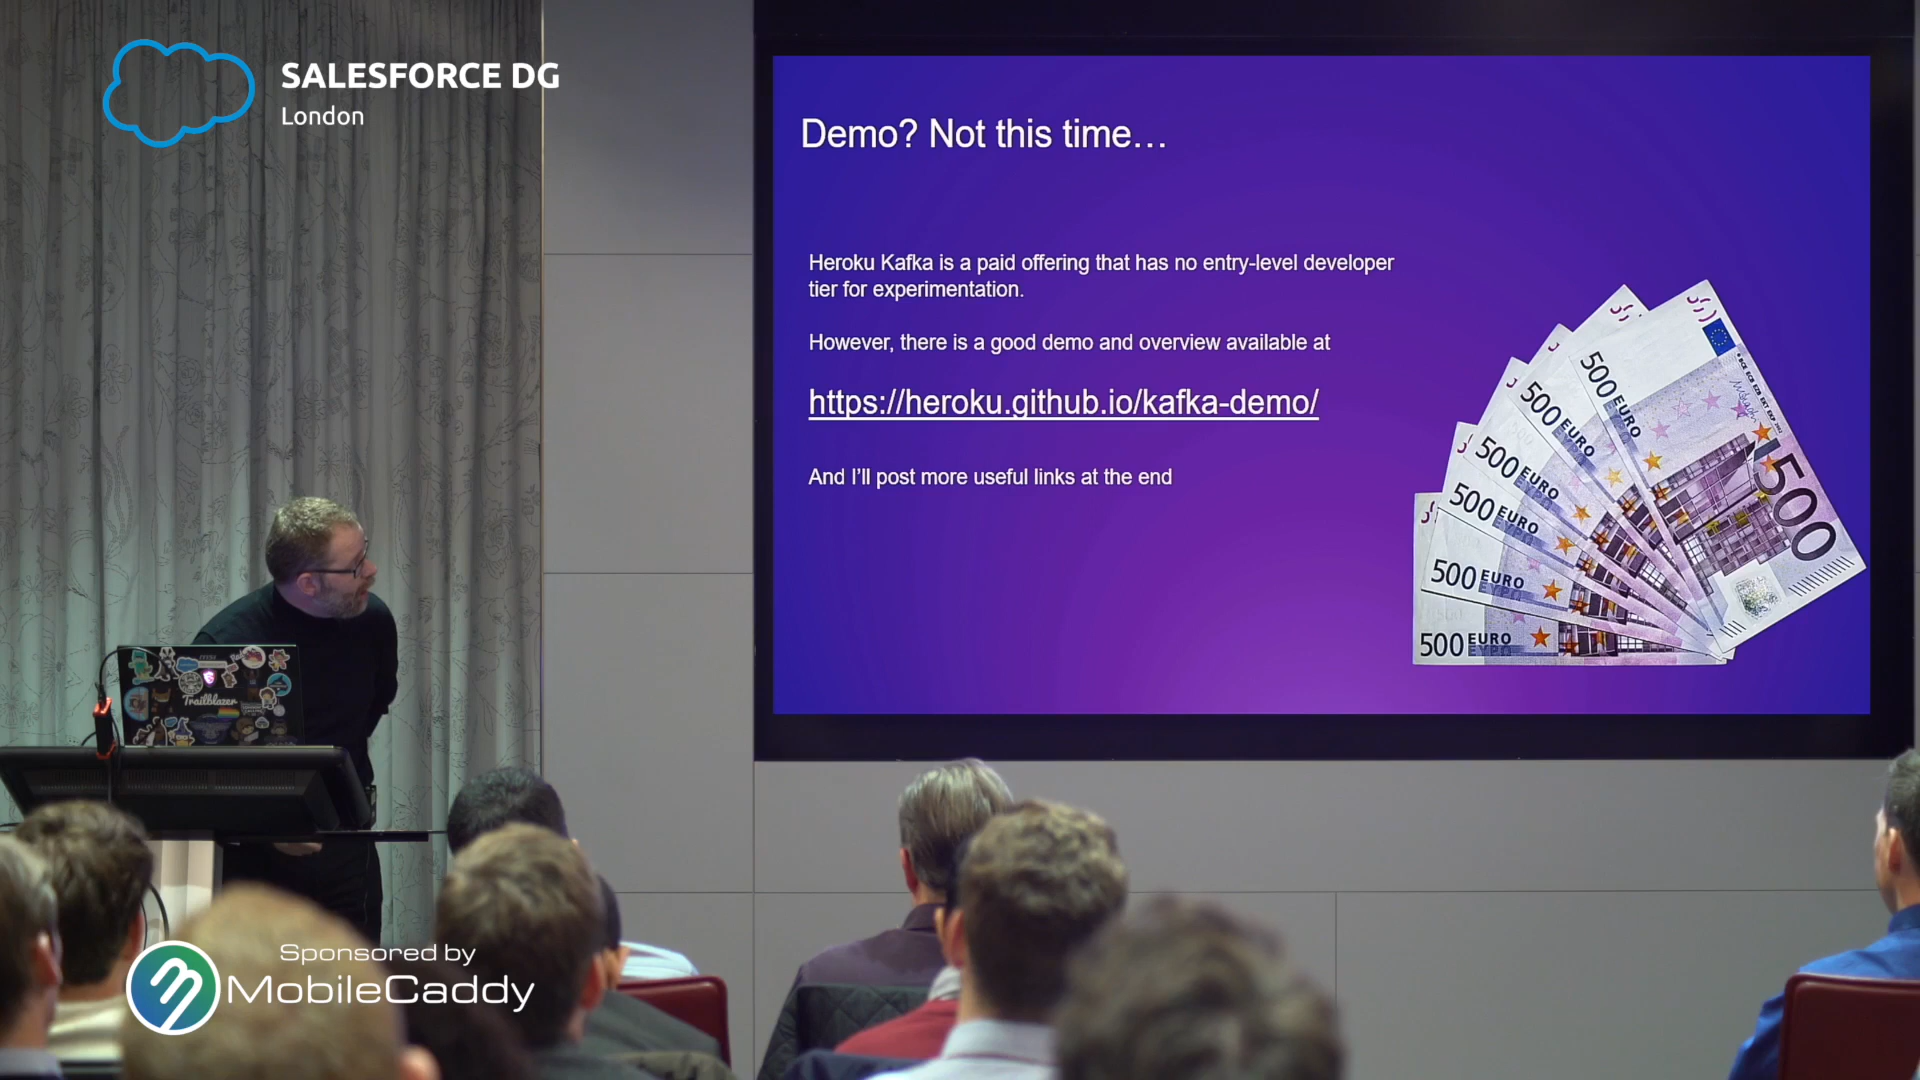 SALESFORCE DG
London
Demo? Not this time…
Heroku Kafka is a paid offering that has no entry-level developer
tier for experimentation.
However, there is a good demo and overview available at
https://heroku.github.io/kafka-demo/
And I'll post more useful links at the end
500 EURO
500 EURO
500 EURO
500 EURO
500 EURO
500 EURO
500
Trailblazer
Sponsored by
MobileCaddy